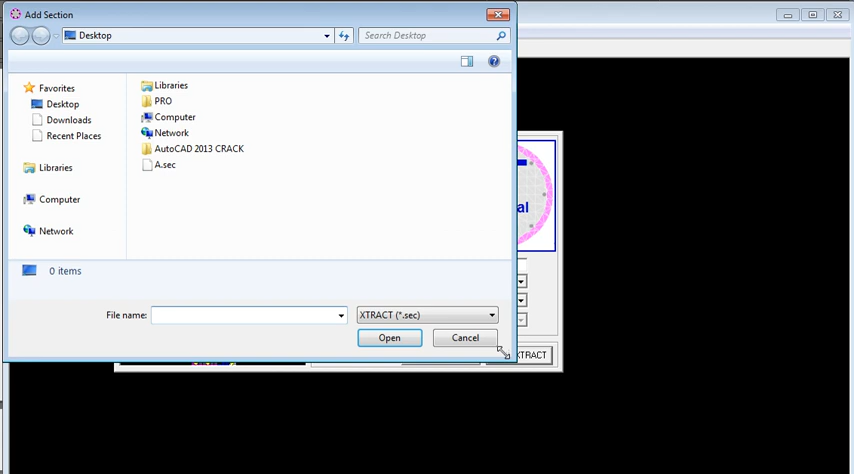 Add Section
Desktop
Search Desktop
Favorites
Desktop
Downloads
Recent Places
Libraries
Computer
Network
Libraries
PRO
Computer
Network
AutoCAD 2013 CRACK
A.sec
al
0 items
File name:
XTRACT (*.sec)
Open
Cancel
XTRACT